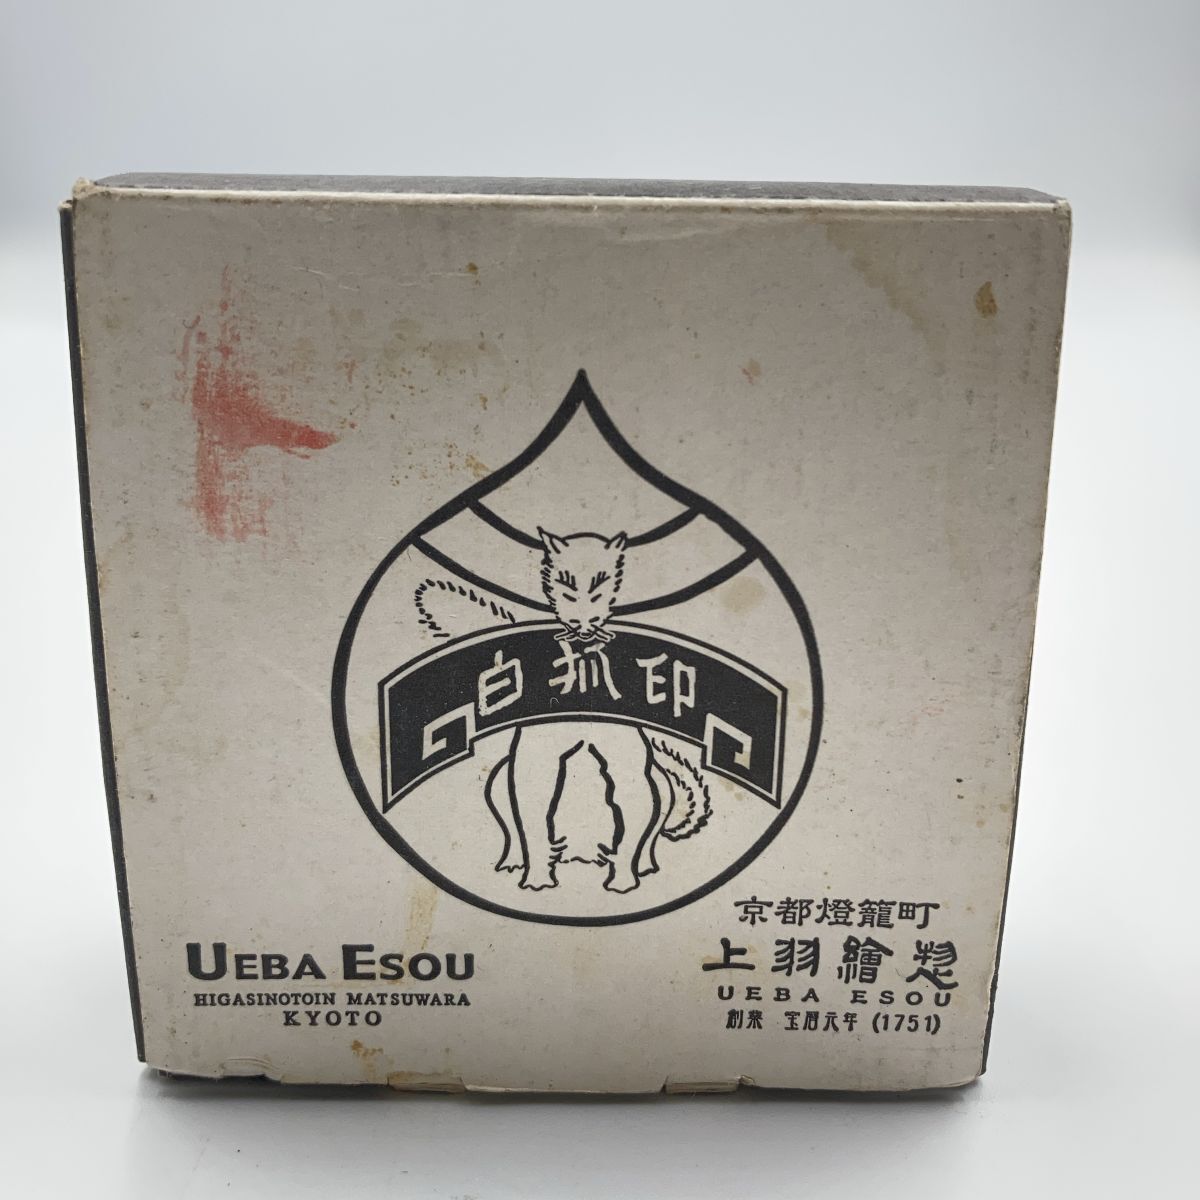 白狐印
UEBA ESOU
HIGASINOTOIN MATSUWARA
KYOTO
京都燈籠町
上羽繪惣
UEBA ESOU
創業 宝暦元年 (1751)